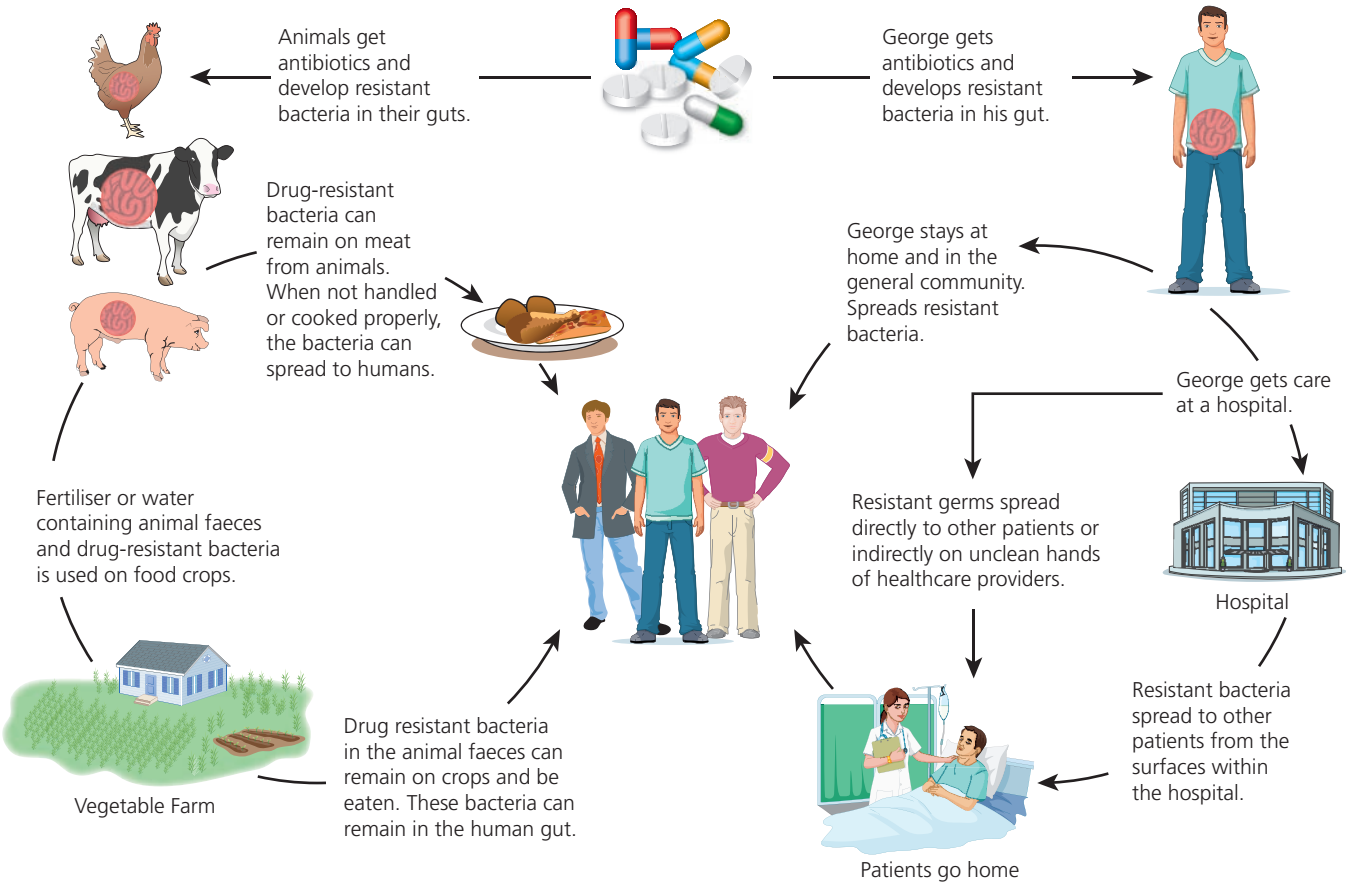 Animals get
antibiotics and
develop resistant
bacteria in their guts.
George gets
antibiotics and
develops resistant
bacteria in his gut.
Drug-resistant
bacteria can
remain on meat
from animals.
When not handled
or cooked properly,
the bacteria can
spread to humans.
George stays at
home and in the
general community.
Spreads resistant
bacteria.
George gets care
at a hospital.
Fertiliser or water
containing animal faeces
and drug-resistant bacteria
is used on food crops.
Resistant germs spread
directly to other patients or
indirectly on unclean hands
of healthcare providers.
Hospital
Vegetable Farm
Drug resistant bacteria
in the animal faeces can
remain on crops and be
eaten. These bacteria can
remain in the human gut.
Resistant bacteria
spread to other
patients from the
surfaces within
the hospital.
Patients go home